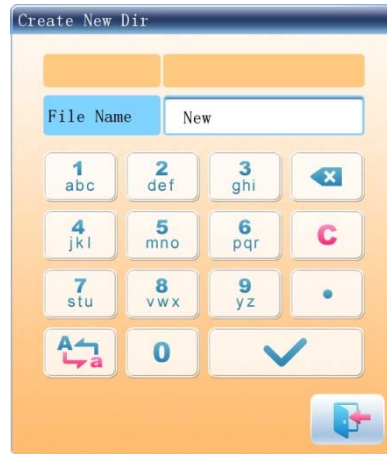 Create New Dir
File Name New
1 2 3
abc def ghi
4 5 6 C
jkl mno pqr
7 8 9 •
stu vwx yz
A a 0